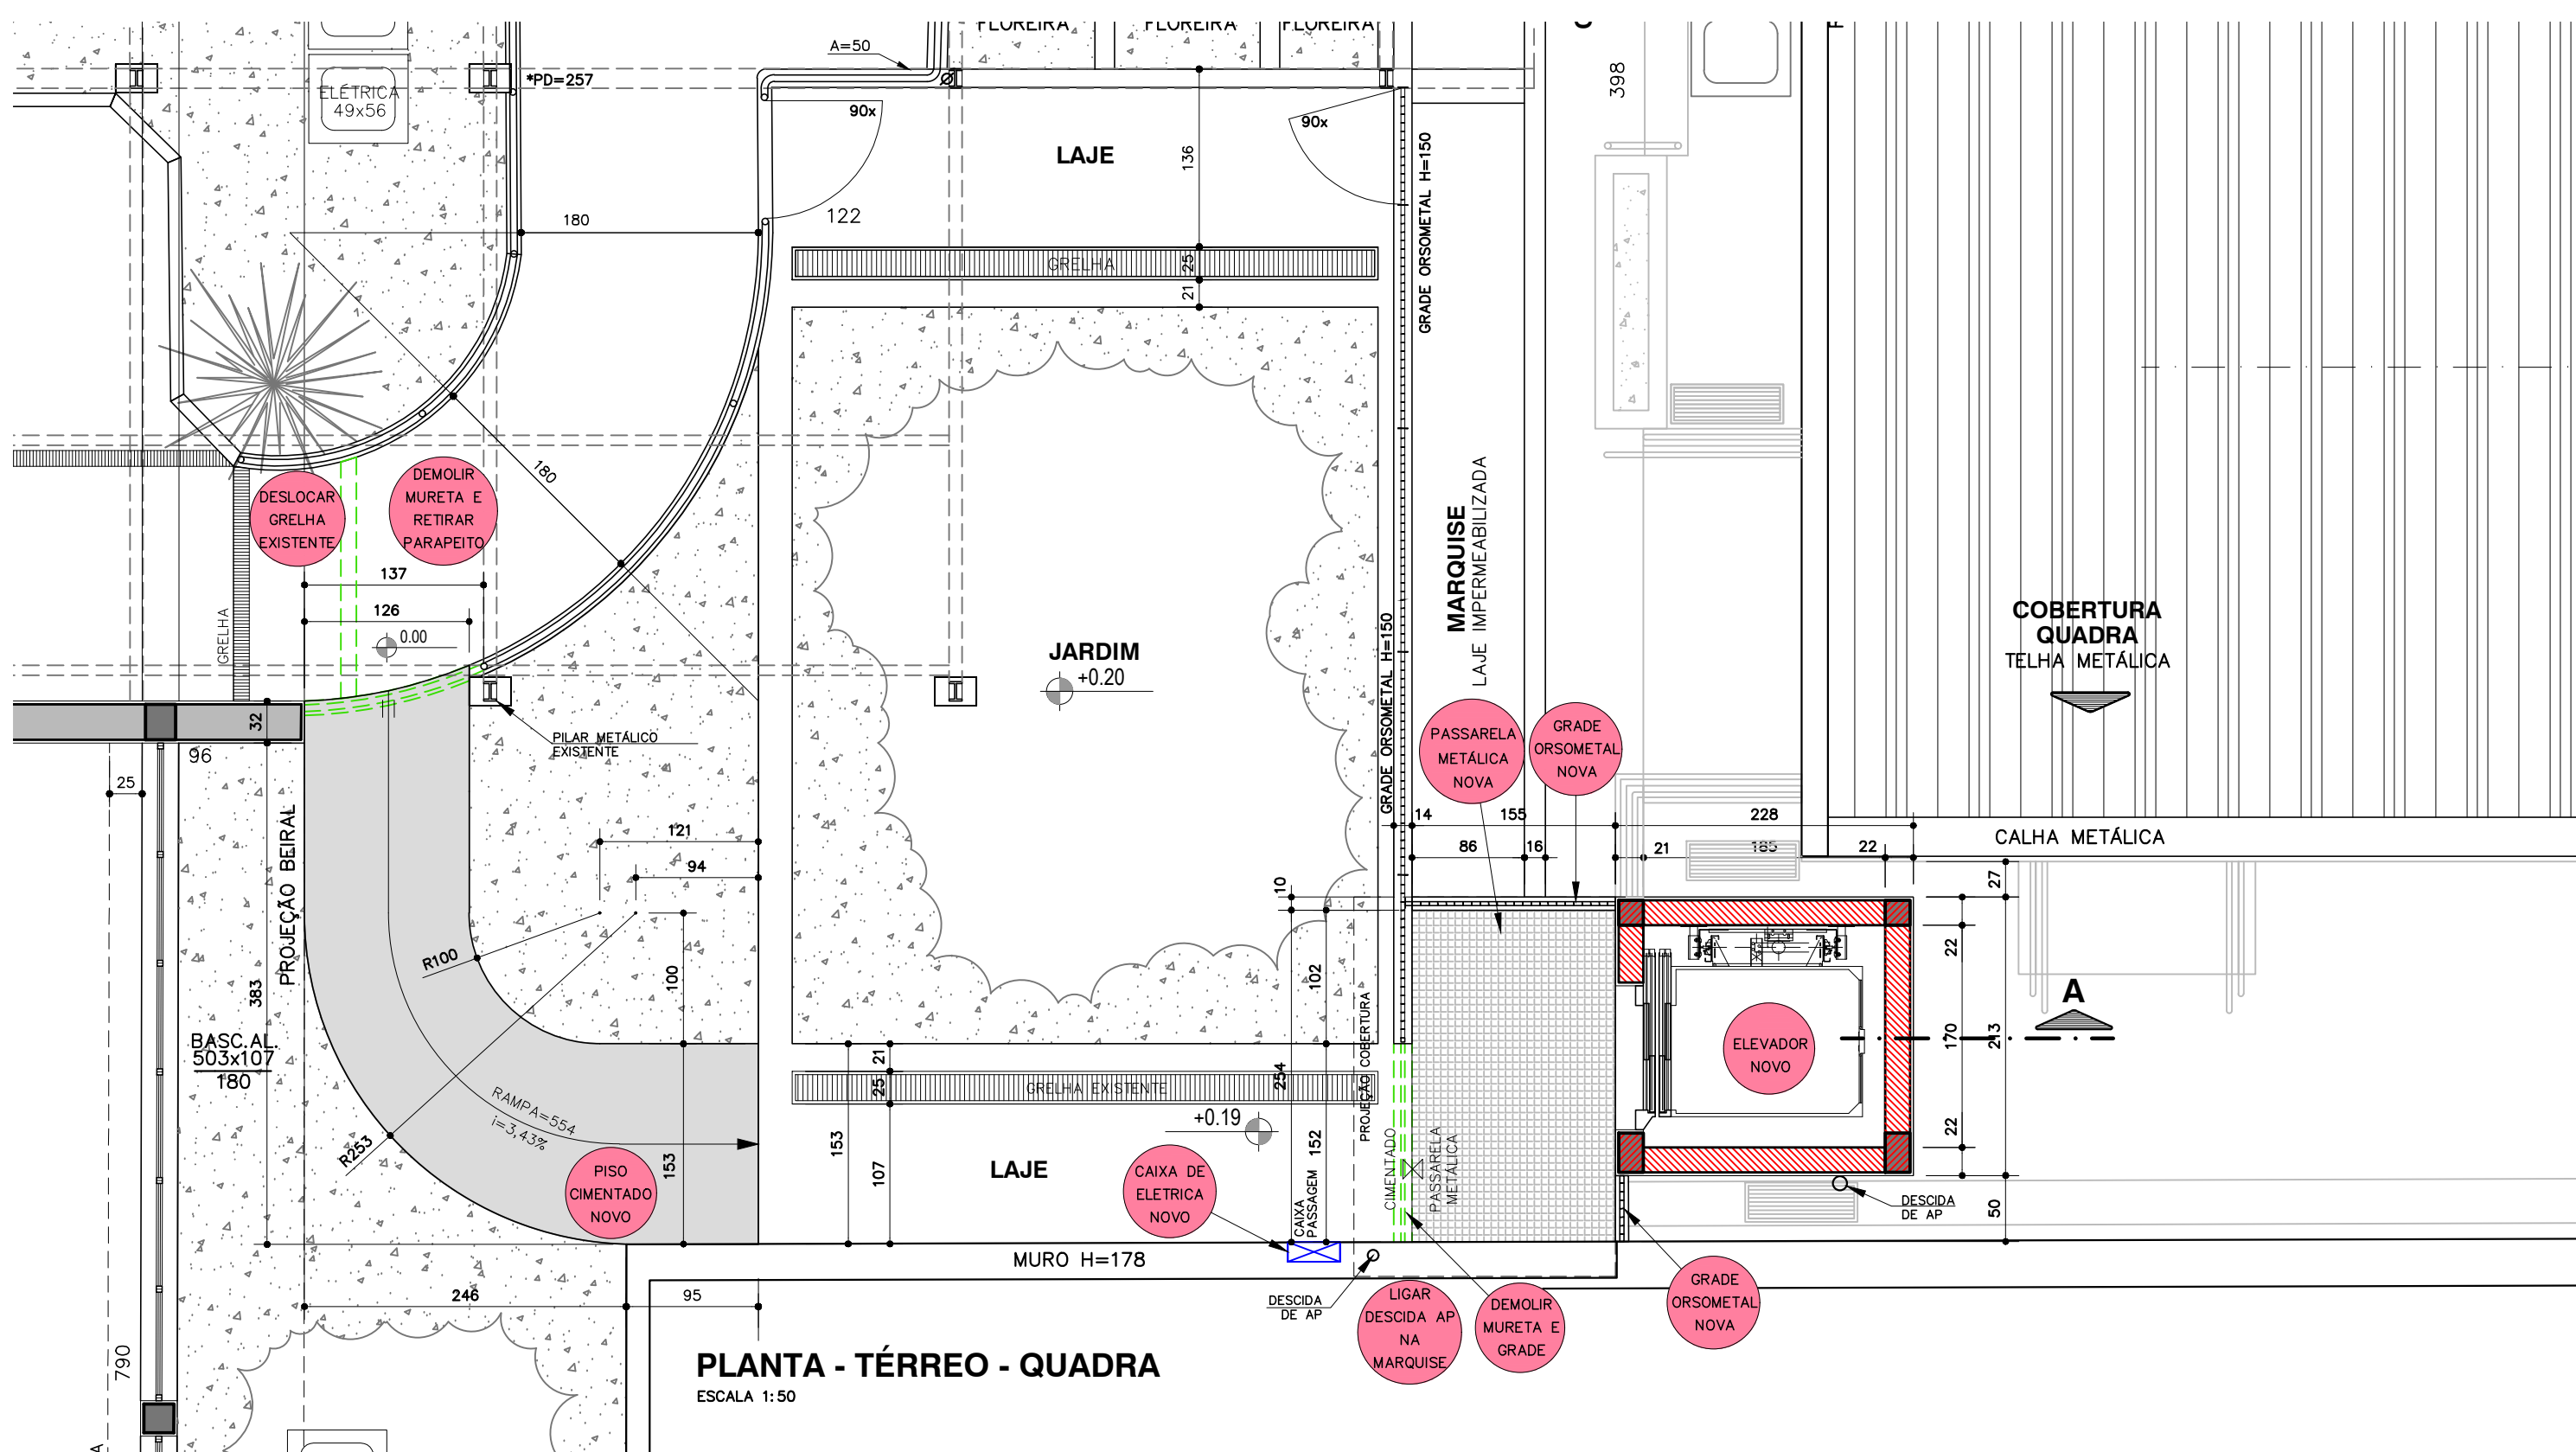 FLOREIRA
FLOREIRA
FLOREIRA
A=50
*PD=257
ELÉTRICA
49x56
90x
90x
LAJE
136
398
GRADE ORSOMETAL H=150
180
122
GRELHA
25
21
180
DESLOCAR
GRELHA
EXISTENTE
DEMOLIR
MURETA E
RETIRAR
PARAPEITO
137
126
0.00
GRELHA
MARQUISE
LAJE IMPERMEABILIZADA
GRADE ORSOMETAL H=150
JARDIM
+0.20
COBERTURA
QUADRA
TELHA METÁLICA
32
96
25
PILAR METÁLICO
EXISTENTE
PASSARELA
METÁLICA
NOVA
GRADE
ORSOMETAL
NOVA
14
155
228
CALHA METÁLICA
86
16
21
185
22
121
94
10
27
PROJEÇÃO BEIRAL
383
R100
100
102
254
PROJEÇÃO COBERTURA
22
170
213
22
A
ELEVADOR
NOVO
BASC.AL.
503x107
180
RAMPA=554
i=3,43%
R253
21
25
GRELHA EXISTENTE
153
107
153
+0.19
152
CAIXA
PASSAGEM
CIMENTADO
PASSARELA
METÁLICA
LAJE
PISO
CIMENTADO
NOVO
CAIXA DE
ELETRICA
NOVO
DESCIDA
DE AP
50
MURO H=178
246
95
DESCIDA
DE AP
LIGAR
DESCIDA AP
NA
MARQUISE
DEMOLIR
MURETA E
GRADE
GRADE
ORSOMETAL
NOVA
790
PLANTA - TÉRREO - QUADRA
ESCALA 1:50